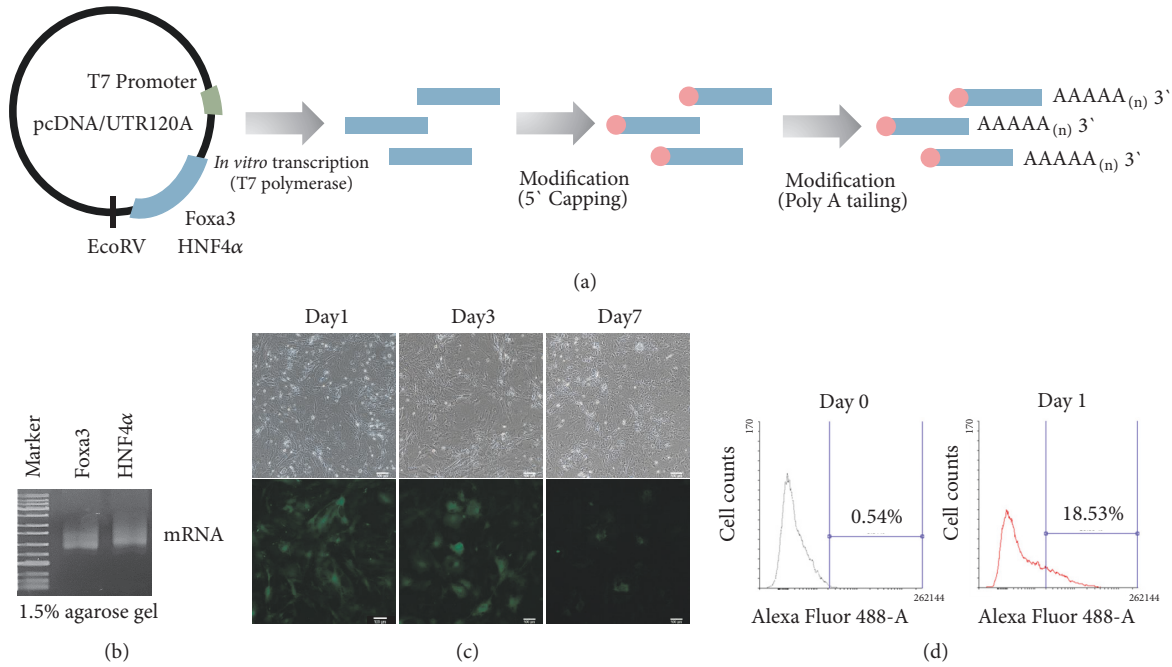 (a)
T7 Promoter
pcDNA/UTR120A
EcoRV
Foxa3
HNF4α
In vitro transcription
(T7 polymerase)
Modification
(5` Capping)
Modification
(Poly A tailing)
AAAAA(n) 3`
AAAAA(n) 3`
AAAAA(n) 3`
(a)
Marker
Foxa3
HNF4α
mRNA
1.5% agarose gel
(b)
Day1
Day3
Day7
(c)
Day 0
170
Cell counts
0.54%
262144
Alexa Fluor 488-A
Day 1
170
Cell counts
18.53%
262144
Alexa Fluor 488-A
(d)